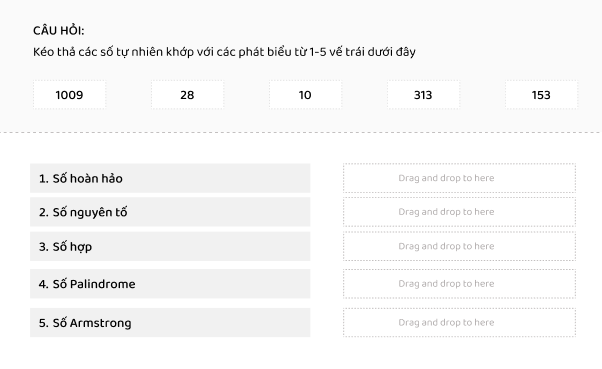 CÂU HỎI:
Kéo thả các số tự nhiên khớp với các phát biểu từ 1-5 vế trái dưới đây
1009 28 10 313 153
1. Số hoàn hảo Drag and drop to here
2. Số nguyên tố Drag and drop to here
3. Số hợp Drag and drop to here
4. Số Palindrome Drag and drop to here
5. Số Armstrong Drag and drop to here